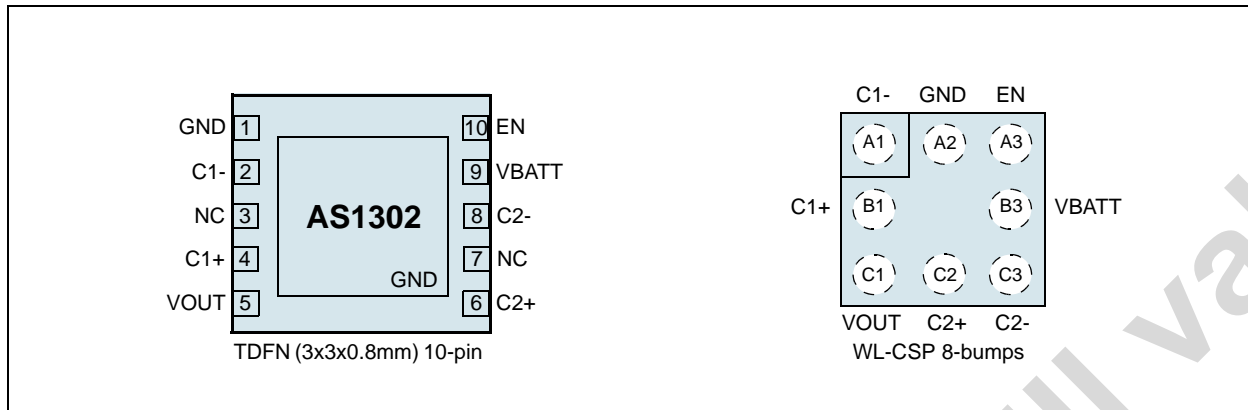 GND 1
C1- 2
NC 3
C1+ 4
VOUT 5
10 EN
9 VBATT
8 C2-
7 NC
6 C2+
AS1302
GND
TDFN (3x3x0.8mm) 10-pin
C1- GND EN
A1 A2 A3
C1+ B1 B3 VBATT
C1 C2 C3
VOUT C2+ C2-
WL-CSP 8-bumps